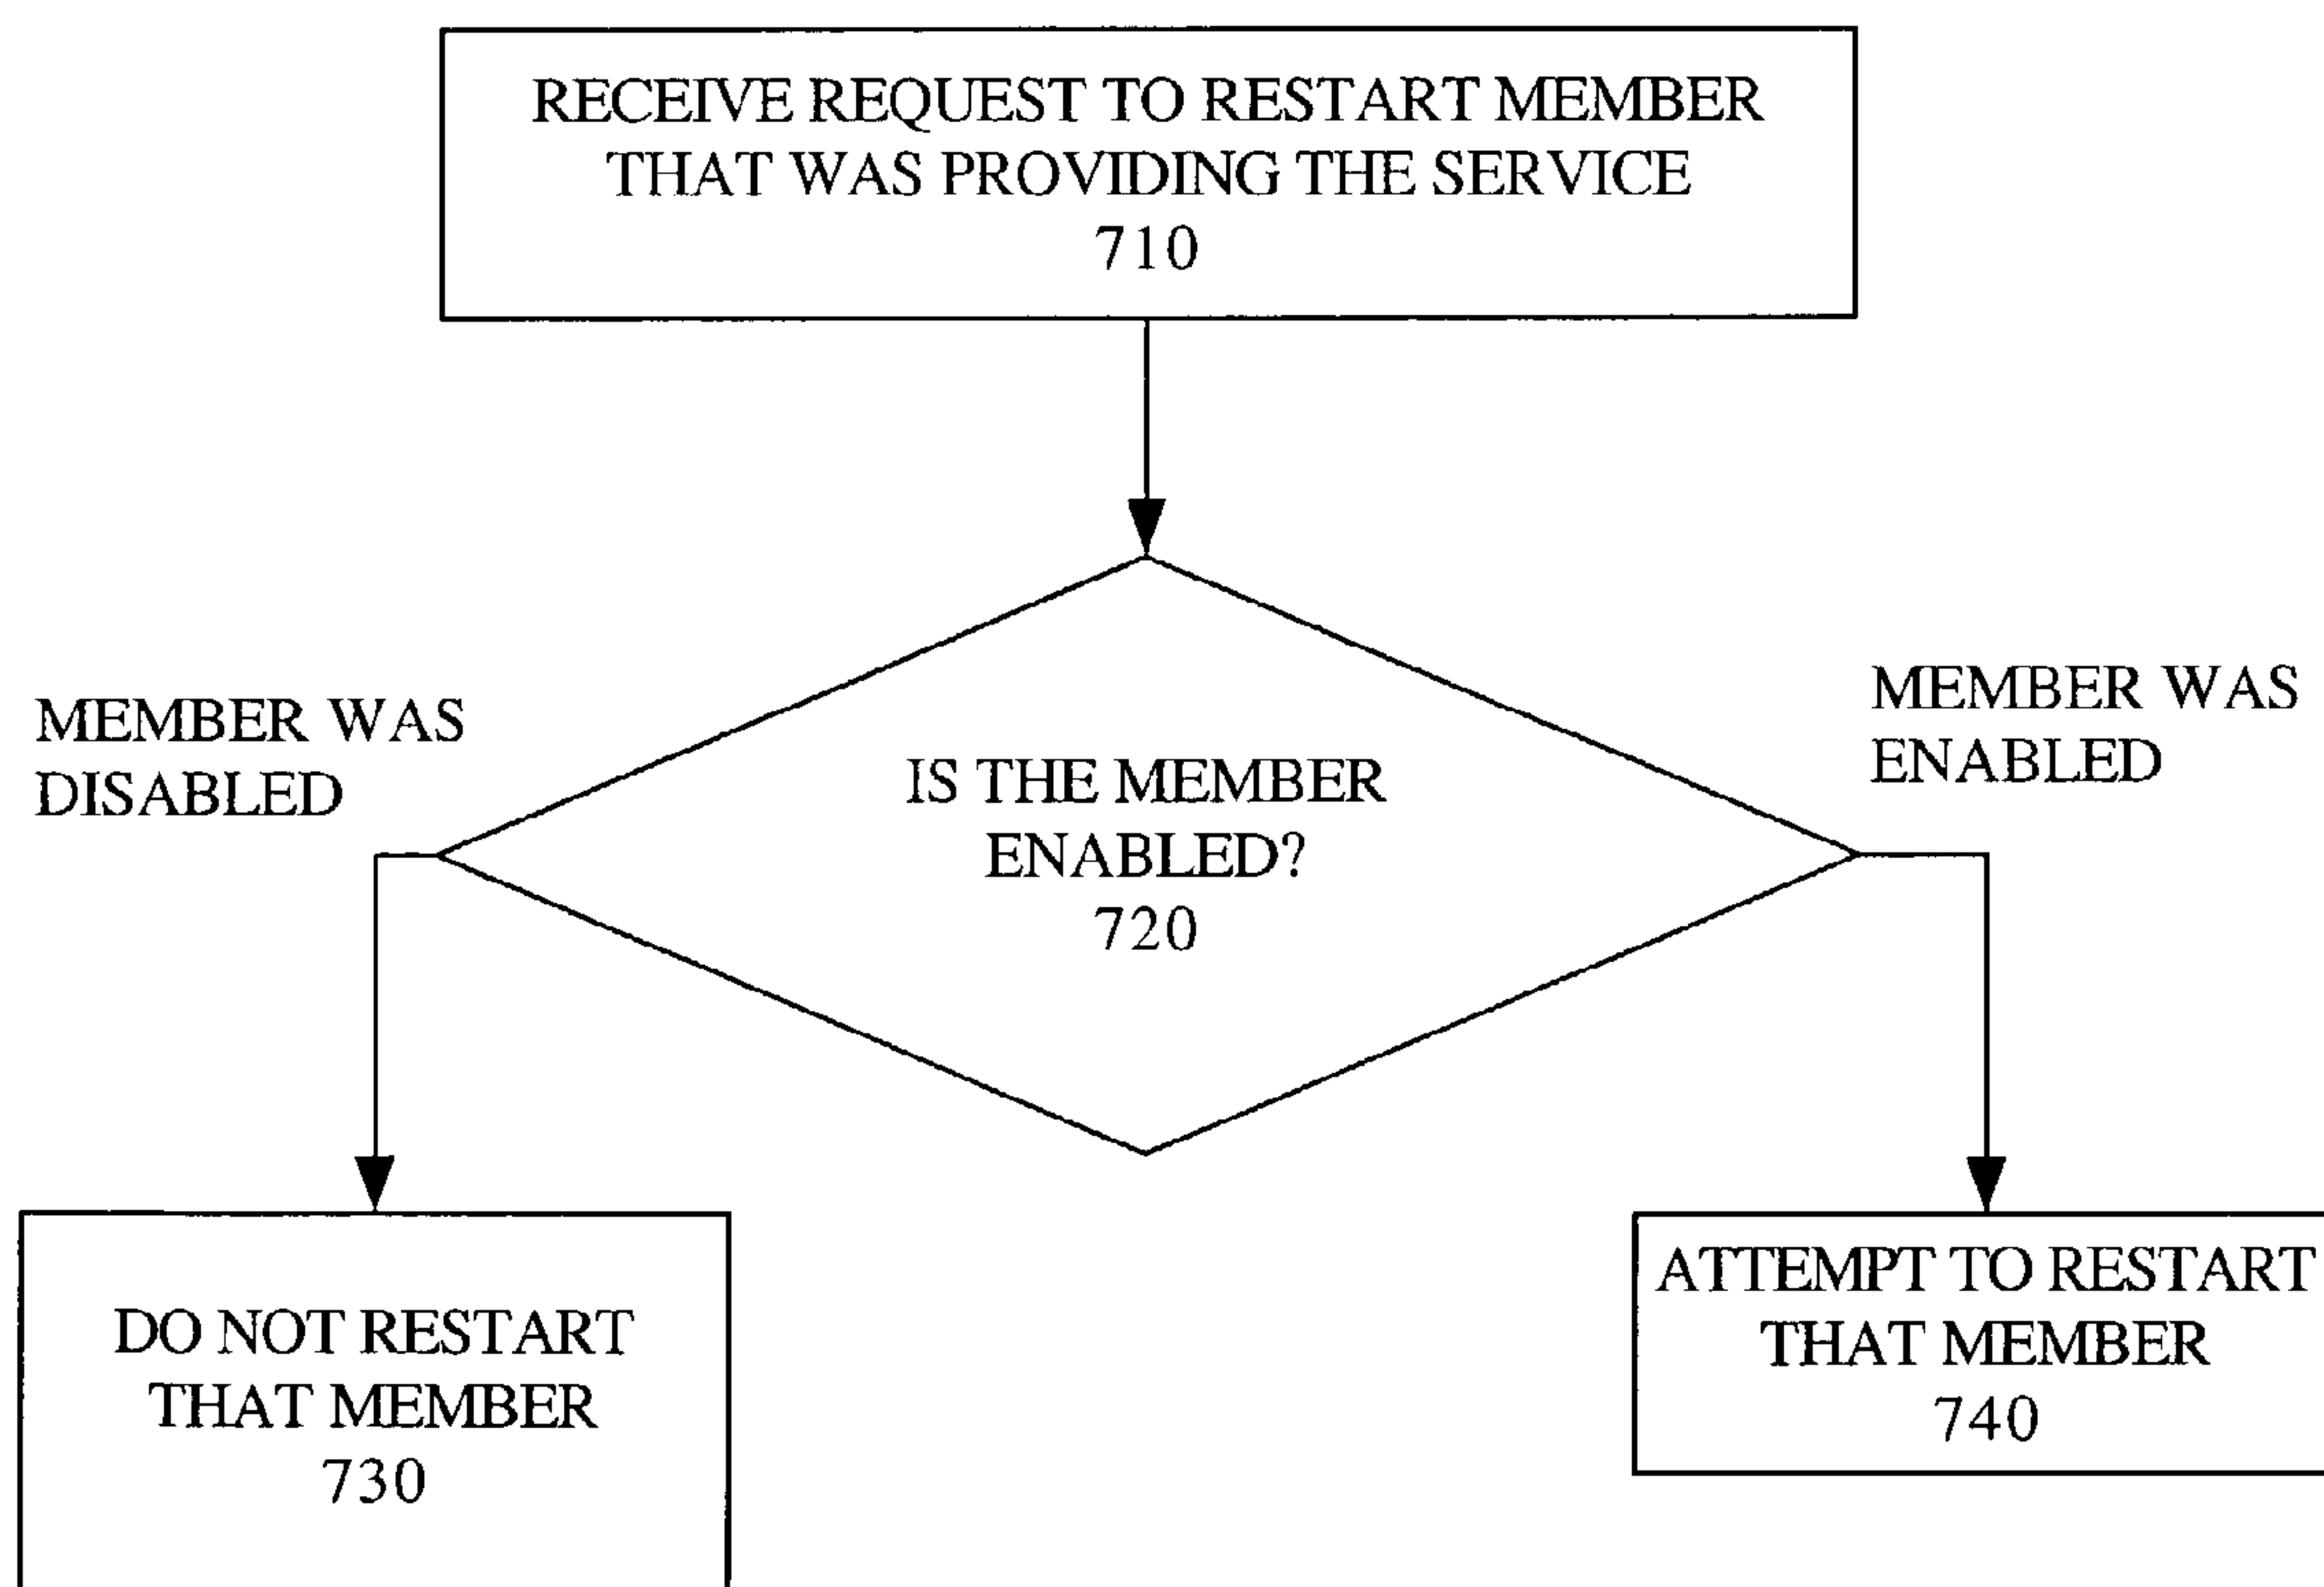 RECEIVE REQUEST TO RESTART MEMBER
THAT WAS PROVIDING THE SERVICE
710
MEMBER WAS
DISABLED
IS THE MEMBER
ENABLED?
720
MEMBER WAS
ENABLED
DO NOT RESTART
THAT MEMBER
730
ATTEMPT TO RESTART
THAT MEMBER
740